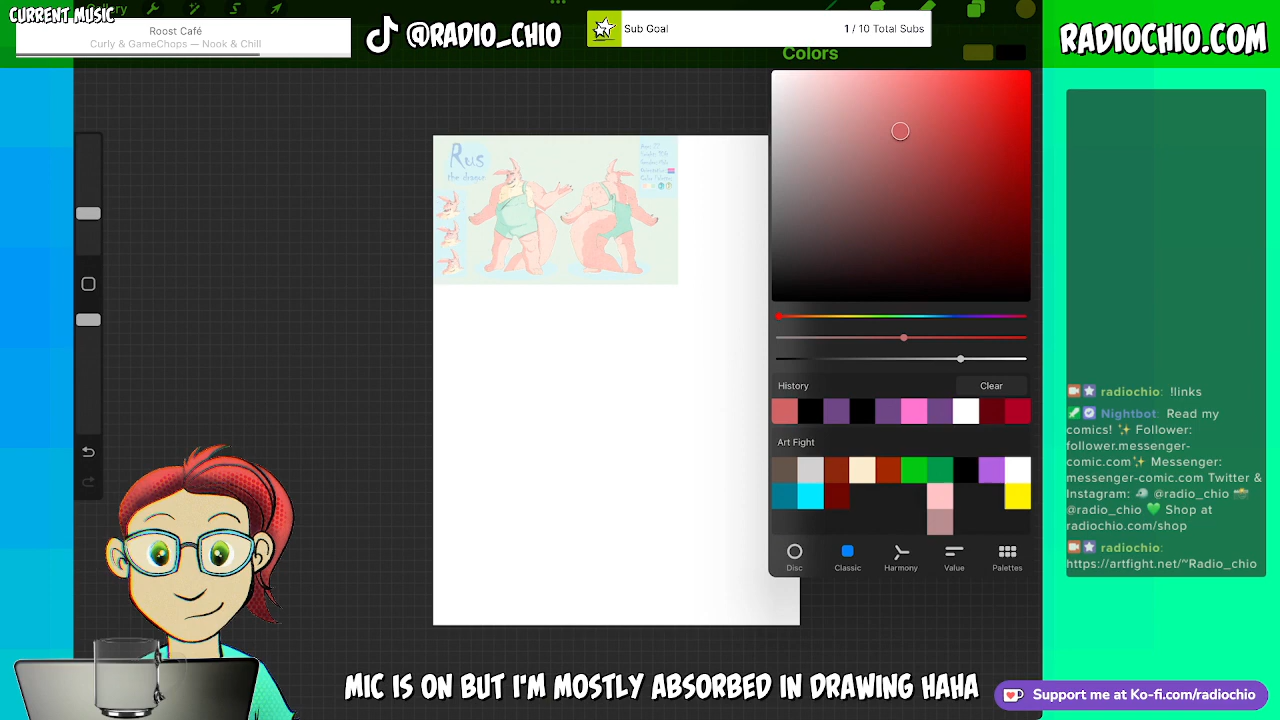 CURRENT MUSIC
Gallery
Roost Café
Curly & GameChops — Nook & Chill
@RADIO_CHIO
Sub Goal
1 / 10 Total Subs
RADIOCHIO.COM
Colors
Rus
the dragon
History
Clear
Art Fight
Disc
Classic
Harmony
Value
Palettes
radiochio: !links
Nightbot: Read my
comics! ✨ Follower:
follower.messenger-
comic.com✨ Messenger:
messenger-comic.com Twitter &
Instagram: @radio_chio
@radio_chio 💚 Shop at
radiochio.com/shop
radiochio:
https://artfight.net/~Radio_chio
MIC IS ON BUT I'M MOSTLY ABSORBED IN DRAWING HAHA
Support me at Ko-fi.com/radiochio